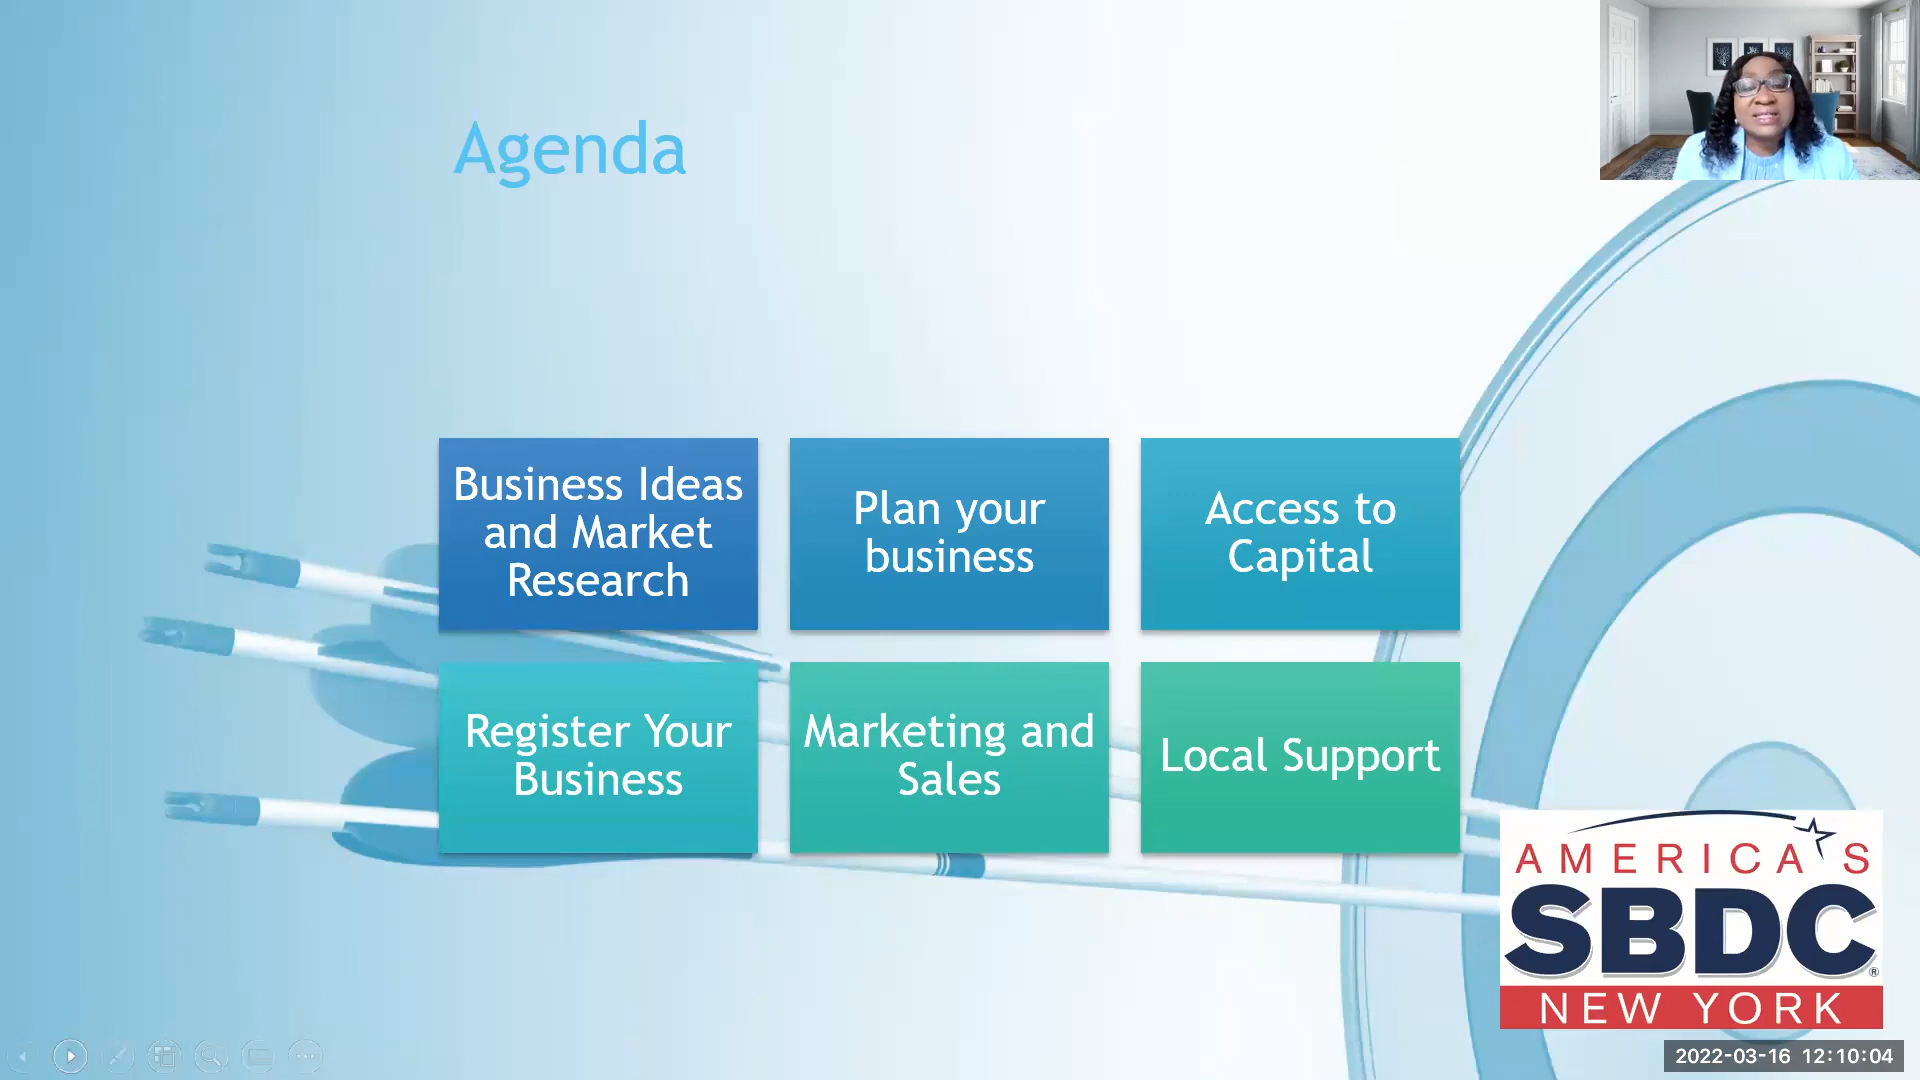 Agenda
Business Ideas
and Market
Research
Plan your
business
Access to
Capital
Register Your
Business
Marketing and
Sales
Local Support
AMERICA'S
SBDC
®
NEW YORK
2022-03-16 12:10:04